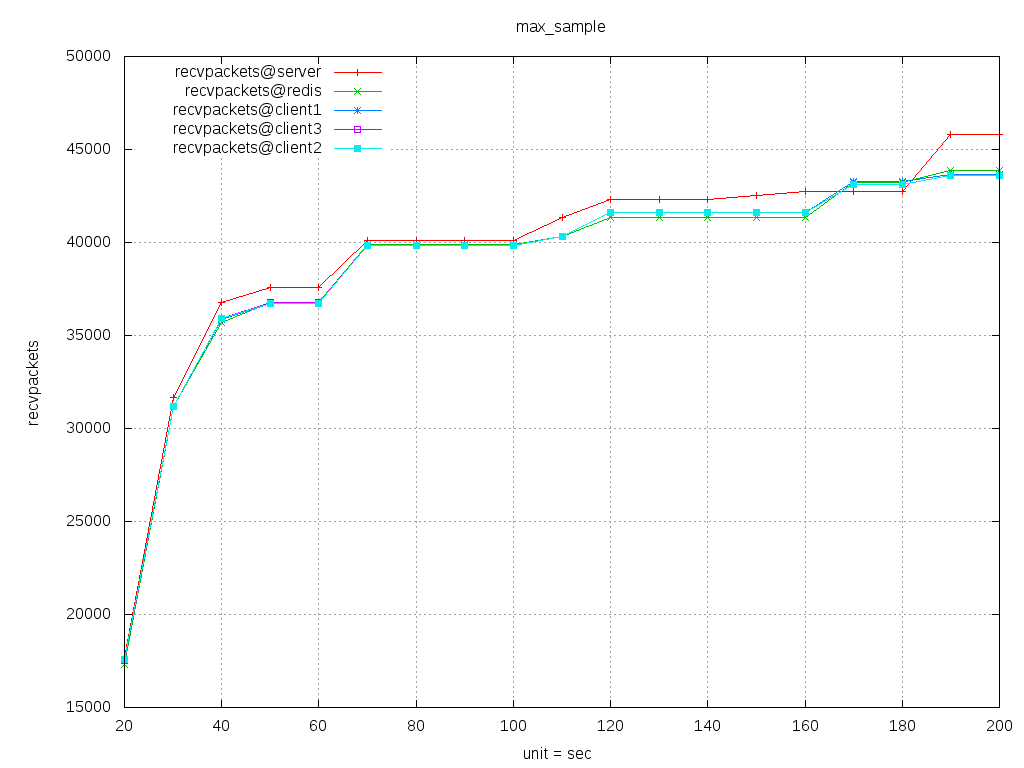 max_sample
50000
45000
40000
35000
30000
25000
20000
15000
recvpackets
recvpackets@server
recvpackets@redis
recvpackets@client1
recvpackets@client3
recvpackets@client2
20 40 60 80 100 120 140 160 180 200
unit = sec